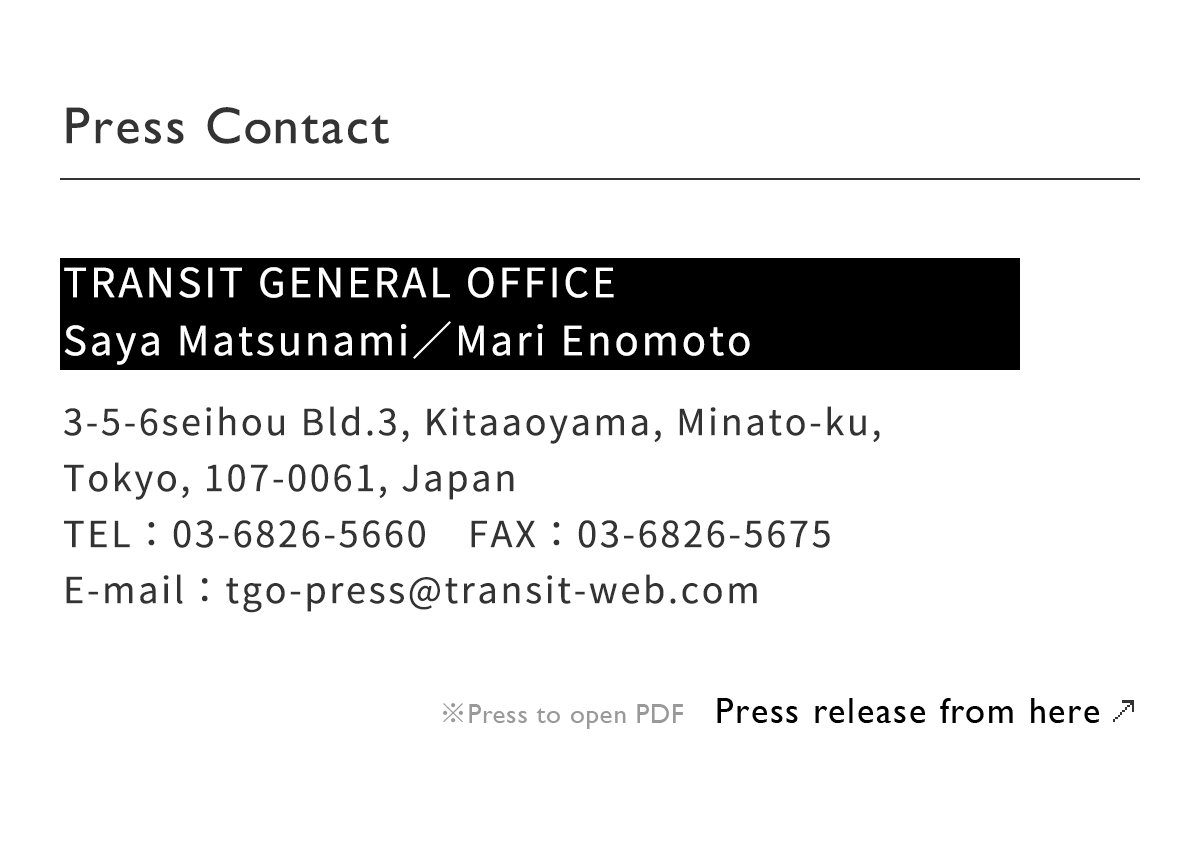 Press Contact
TRANSIT GENERAL OFFICE
Saya Matsunami／Mari Enomoto
3-5-6seihou Bld.3, Kitaaoyama, Minato-ku,
Tokyo, 107-0061, Japan
TEL：03-6826-5660　FAX：03-6826-5675
E-mail：tgo-press@transit-web.com
※Press to open PDF　Press release from here